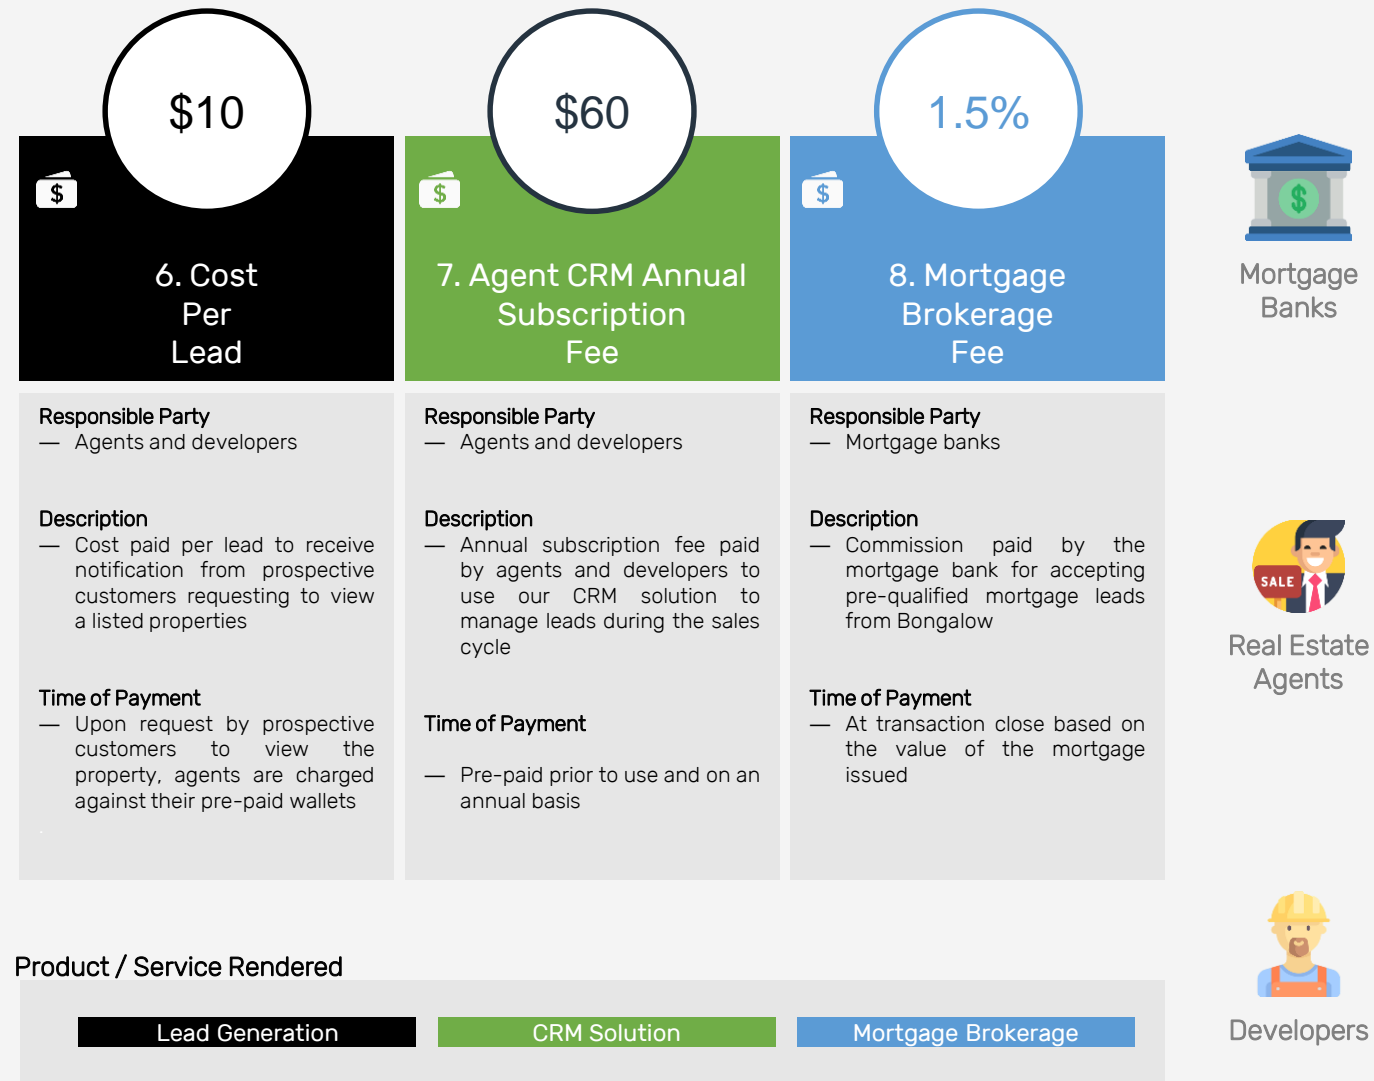 $10
6. Cost
Per
Lead
Responsible Party
— Agents and developers
Description
— Cost paid per lead to receive
notification from prospective
customers requesting to view
a listed properties
Time of Payment
— Upon request by prospective
customers to view the
property, agents are charged
against their pre-paid wallets
$60
7. Agent CRM Annual
Subscription
Fee
Responsible Party
— Agents and developers
Description
— Annual subscription fee paid
by agents and developers to
use our CRM solution to
manage leads during the sales
cycle
Time of Payment
— Pre-paid prior to use and on an
annual basis
1.5%
8. Mortgage
Brokerage
Fee
Responsible Party
— Mortgage banks
Description
— Commission paid by the
mortgage bank for accepting
pre-qualified mortgage leads
from Bongalow
Time of Payment
— At transaction close based on
the value of the mortgage
issued
$
$
$
$
Mortgage
Banks
SALE
Real Estate
Agents
Developers
Product / Service Rendered
Lead Generation
CRM Solution
Mortgage Brokerage